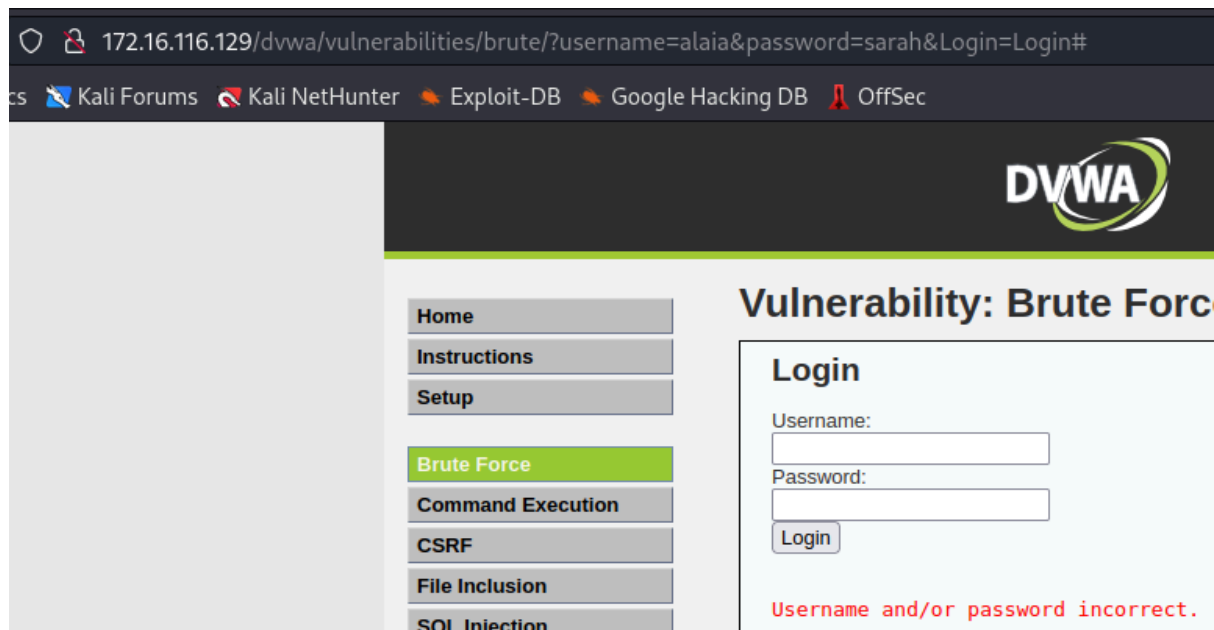 172.16.116.129/dvwa/vulnerabilities/brute/?username=alaia&password=sarah&Login=Login#
cs Kali Forums Kali NetHunter Exploit-DB Google Hacking DB OffSec
DVWA
Home
Instructions
Setup
Brute Force
Command Execution
CSRF
File Inclusion
SQL Injection
Vulnerability: Brute Forc
Login
Username:
Password:
Login
Username and/or password incorrect.